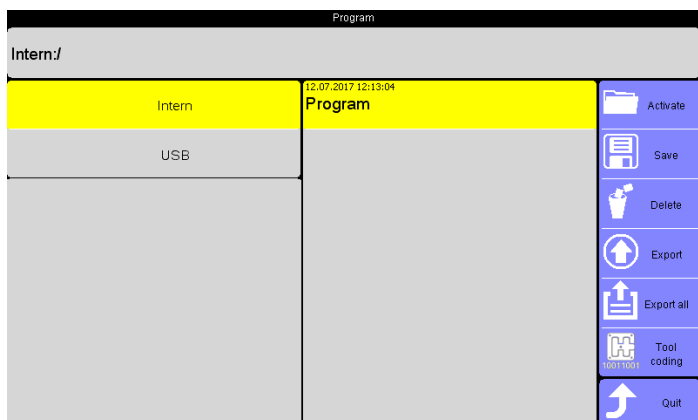 Program
Intern:/
Intern
USB
12.07.2017 12:13:04
Program
Activate
Save
Delete
Export
Export all
Tool
coding
10011001
Quit